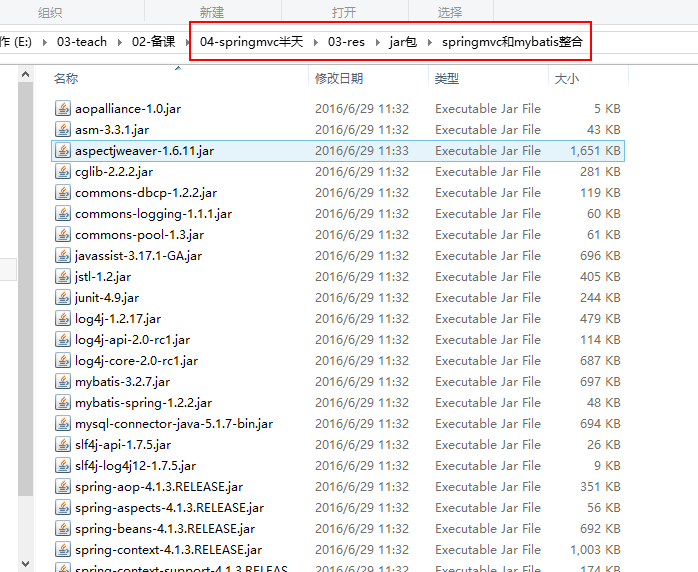 组织 新建 打开 选择
作 (E:) 03-teach 02-备课 04-springmvc半天 03-res jar包 springmvc和mybatis整合
名称 修改日期 类型 大小
aopalliance-1.0.jar 2016/6/29 11:32 Executable Jar File 5 KB
asm-3.3.1.jar 2016/6/29 11:32 Executable Jar File 43 KB
aspectjweaver-1.6.11.jar 2016/6/29 11:33 Executable Jar File 1,651 KB
cglib-2.2.2.jar 2016/6/29 11:32 Executable Jar File 281 KB
commons-dbcp-1.2.2.jar 2016/6/29 11:32 Executable Jar File 119 KB
commons-logging-1.1.1.jar 2016/6/29 11:32 Executable Jar File 60 KB
commons-pool-1.3.jar 2016/6/29 11:32 Executable Jar File 61 KB
javassist-3.17.1-GA.jar 2016/6/29 11:32 Executable Jar File 696 KB
jstl-1.2.jar 2016/6/29 11:32 Executable Jar File 405 KB
junit-4.9.jar 2016/6/29 11:32 Executable Jar File 244 KB
log4j-1.2.17.jar 2016/6/29 11:32 Executable Jar File 479 KB
log4j-api-2.0-rc1.jar 2016/6/29 11:32 Executable Jar File 114 KB
log4j-core-2.0-rc1.jar 2016/6/29 11:32 Executable Jar File 687 KB
mybatis-3.2.7.jar 2016/6/29 11:32 Executable Jar File 697 KB
mybatis-spring-1.2.2.jar 2016/6/29 11:32 Executable Jar File 48 KB
mysql-connector-java-5.1.7-bin.jar 2016/6/29 11:32 Executable Jar File 694 KB
slf4j-api-1.7.5.jar 2016/6/29 11:32 Executable Jar File 26 KB
slf4j-log4j12-1.7.5.jar 2016/6/29 11:32 Executable Jar File 9 KB
spring-aop-4.1.3.RELEASE.jar 2016/6/29 11:32 Executable Jar File 351 KB
spring-aspects-4.1.3.RELEASE.jar 2016/6/29 11:32 Executable Jar File 56 KB
spring-beans-4.1.3.RELEASE.jar 2016/6/29 11:32 Executable Jar File 692 KB
spring-context-4.1.3.RELEASE.jar 2016/6/29 11:32 Executable Jar File 1,003 KB
spring-context-support-4.1.3.RELEAS 2016/6/29 11:32 Executable Jar File 174 KB